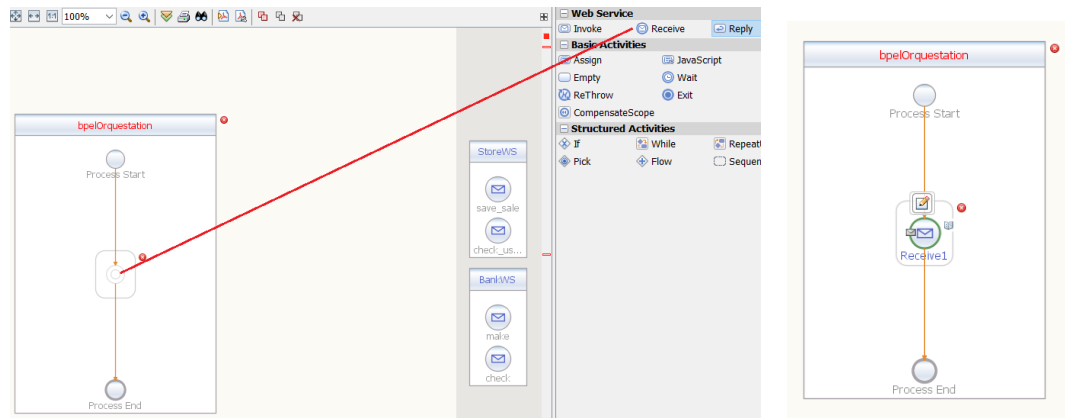 1:1 100%
Web Service
Invoke Receive Reply
Basic Activities
Assign JavaScript
Empty Wait
ReThrow Exit
CompensateScope
Structured Activities
If While Repeat
Pick Flow Sequen
bpelOrquestation
Process Start
Process End
StoreWS
save_sale
check_us...
BankWS
make
check
bpelOrquestation
Process Start
Receive1
Process End